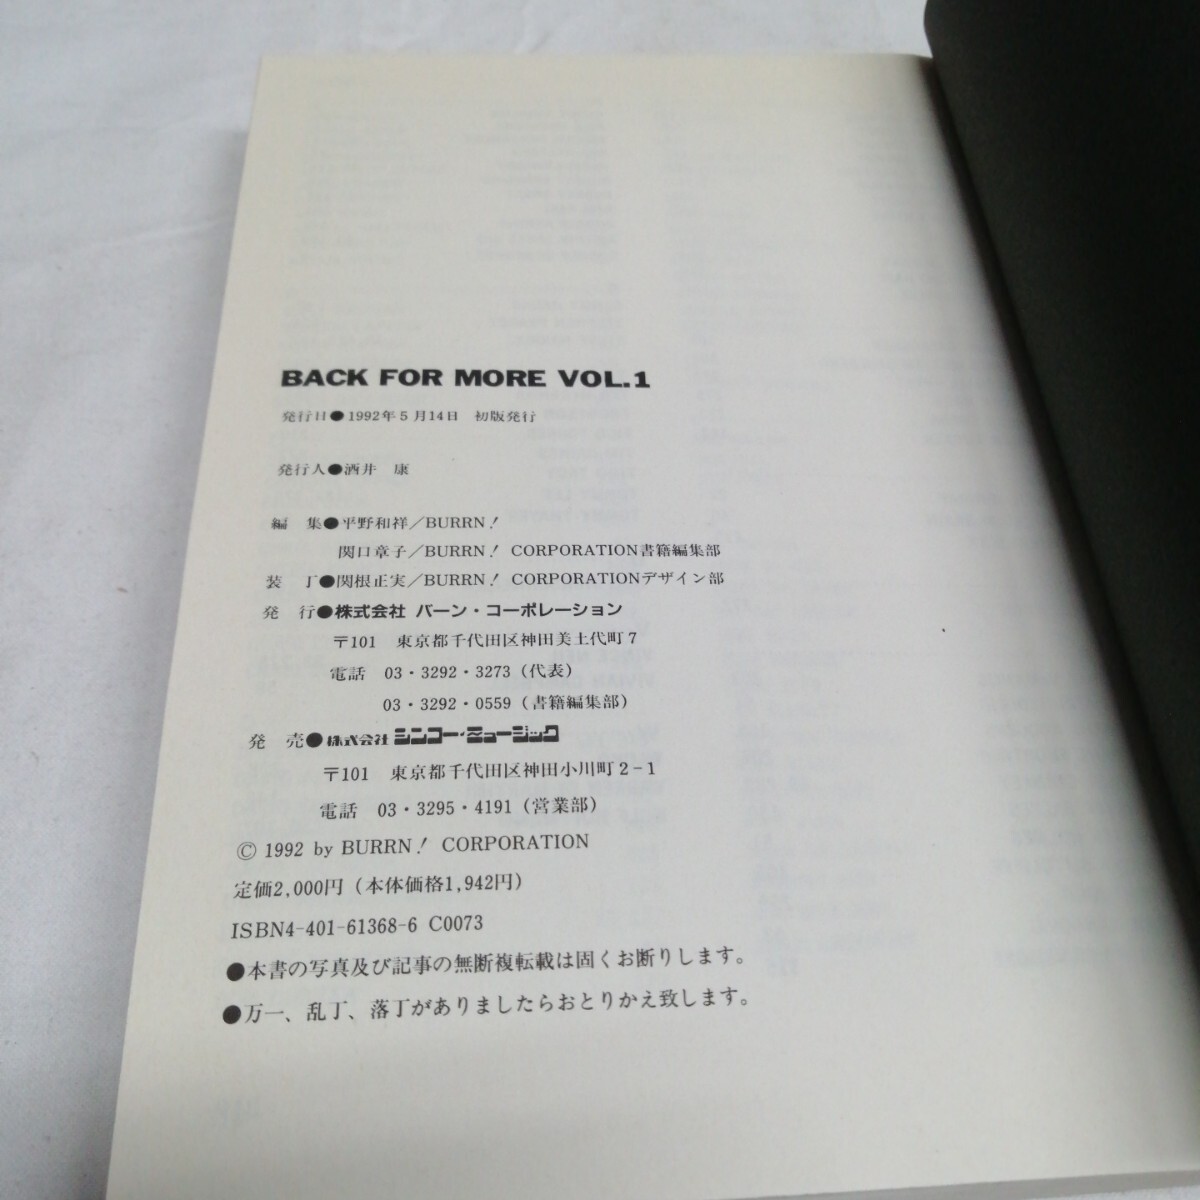 BACK FOR MORE VOL.1
発行日●1992年5月14日 初版発行
発行人●酒井 康
編 集●平野和祥/BURRN!
関口章子/BURRN! CORPORATION書籍編集部
装 丁●関根正実/BURRN! CORPORATIONデザイン部
発 行●株式会社 バーン・コーポレーション
〒101 東京都千代田区神田美土代町7
電話 03・3292・3273(代表)
03・3292・0559(書籍編集部)
発 売●株式会社 シンコー・ミュージック
〒101 東京都千代田区神田小川町2-1
電話 03・3295・4191(営業部)
© 1992 by BURRN! CORPORATION
定価2,000円(本体価格1,942円)
ISBN4-401-61368-6 C0073
●本書の写真及び記事の無断複転載は固くお断りします。
●万一、乱丁、落丁がありましたらおとりかえ致します。